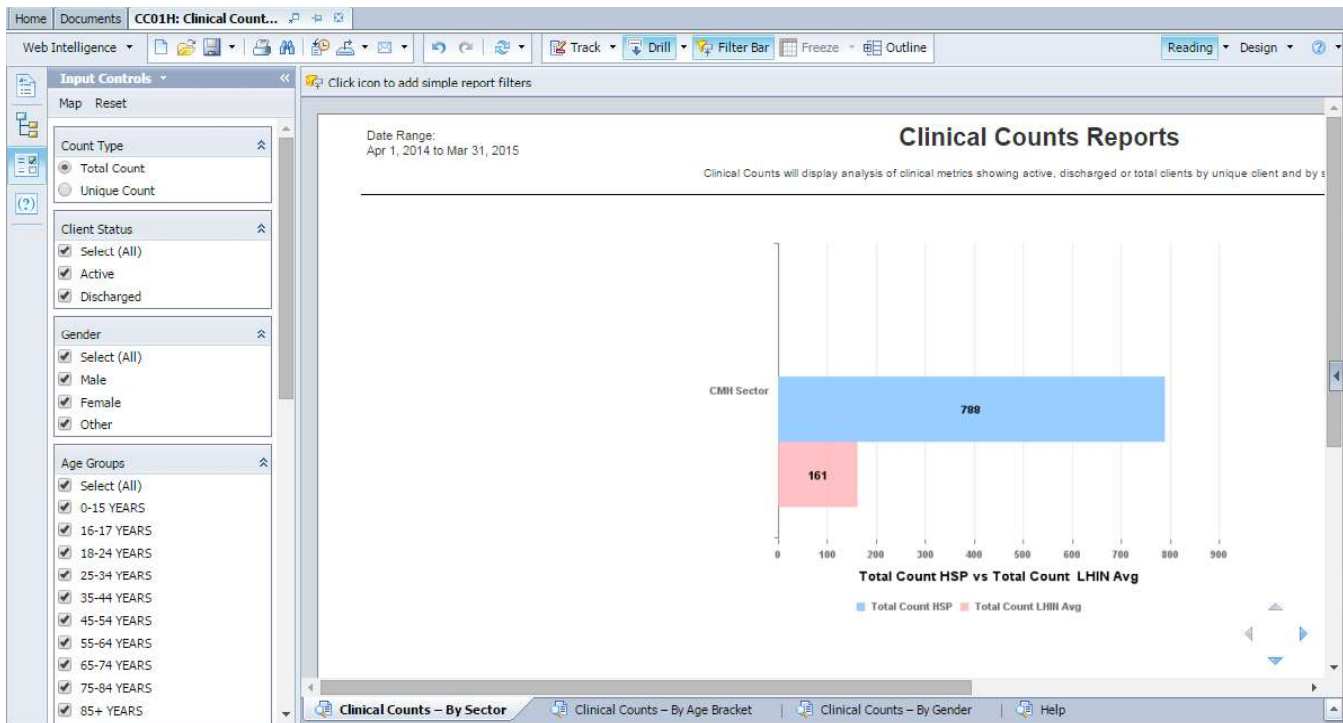 Home Documents CC01H: Clinical Count...
Web Intelligence Track Drill Filter Bar Freeze Outline Reading Design
Input Controls
Click icon to add simple report filters
Map Reset
Count Type
Total Count
Unique Count
Client Status
Select (All)
Active
Discharged
Gender
Select (All)
Male
Female
Other
Age Groups
Select (All)
0-15 YEARS
16-17 YEARS
18-24 YEARS
25-34 YEARS
35-44 YEARS
45-54 YEARS
55-64 YEARS
65-74 YEARS
75-84 YEARS
85+ YEARS
Date Range:
Apr 1, 2014 to Mar 31, 2015
Clinical Counts Reports
Clinical Counts will display analysis of clinical metrics showing active, discharged or total clients by unique client and by s
CMH Sector
788
161
0 100 200 300 400 500 600 700 800 900
Total Count HSP vs Total Count LHIN Avg
Total Count HSP Total Count LHIN Avg
Clinical Counts – By Sector Clinical Counts – By Age Bracket Clinical Counts – By Gender Help